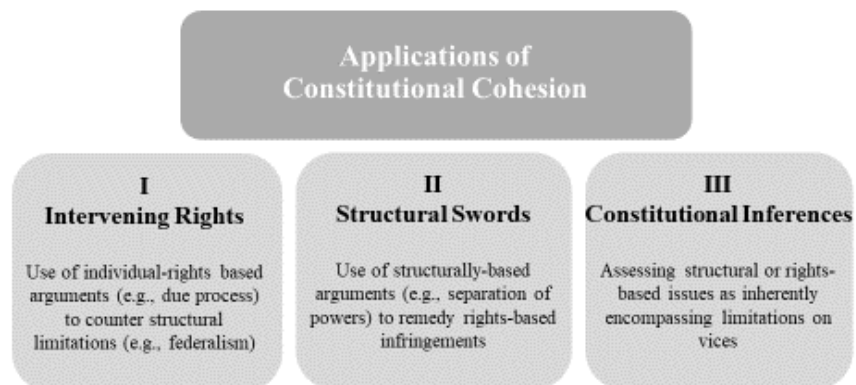 Applications of
Constitutional Cohesion
I
Intervening Rights
Use of individual-rights based
arguments (e.g., due process)
to counter structural
limitations (e.g., federalism)
II
Structural Swords
Use of structurally-based
arguments (e.g., separation of
powers) to remedy rights-based
infringements
III
Constitutional Inferences
Assessing structural or rights-
based issues as inherently
encompassing limitations on
vices